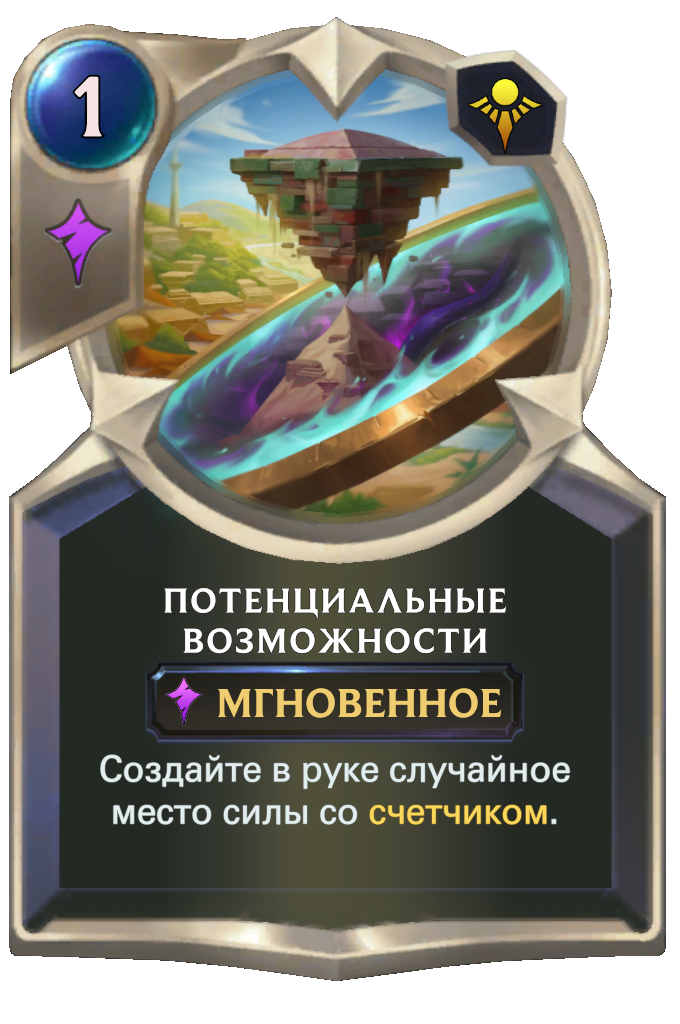 1
ПОТЕНЦИАЛЬНЫЕ
ВОЗМОЖНОСТИ
МГНОВЕННОЕ
Создайте в руке случайное
место силы со счетчиком.